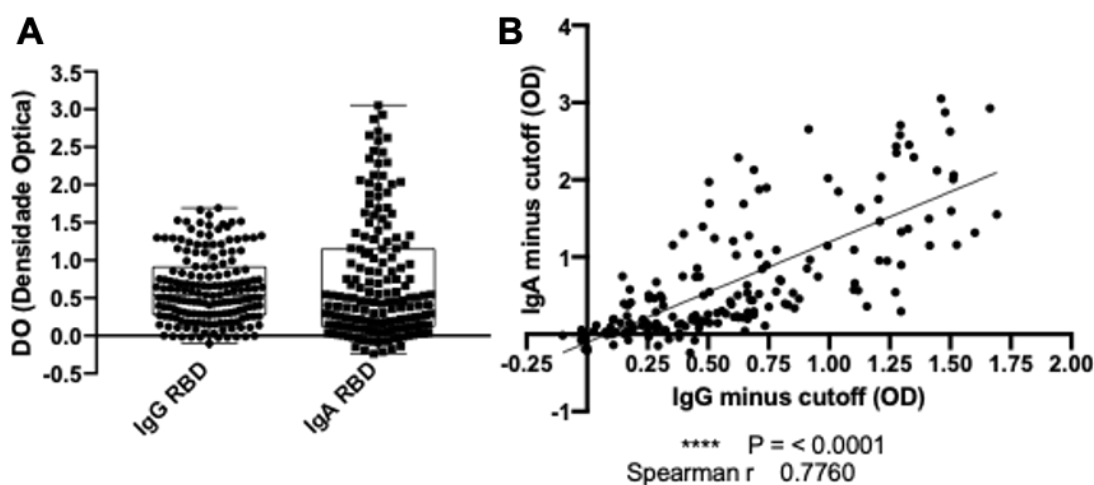 A
DO (Densidade Optica)
3.5
3.0
2.5
2.0
1.5
1.0
0.5
0.0
-0.5
IgG RBD
IgA RBD
B
IgA minus cutoff (OD)
4
3
2
1
-1
-0.25
0.25
0.50
0.75
1.00
1.25
1.50
1.75
2.00
IgG minus cutoff (OD)
**** P = < 0.0001
Spearman r 0.7760